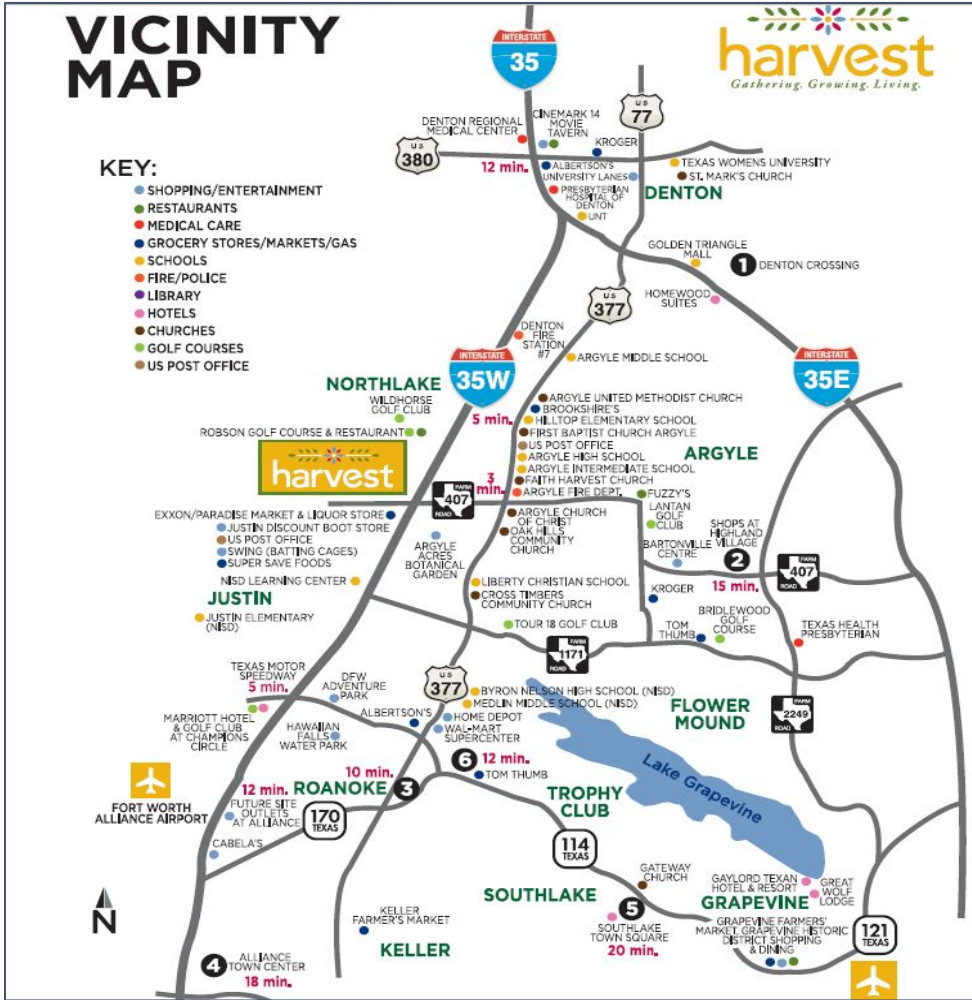 VICINITY
MAP
harvest
Gathering. Growing. Living.
INTERSTATE
35
US
77
US
380
KEY:
SHOPPING/ENTERTAINMENT
RESTAURANTS
MEDICAL CARE
GROCERY STORES/MARKETS/GAS
SCHOOLS
FIRE/POLICE
LIBRARY
HOTELS
CHURCHES
GOLF COURSES
US POST OFFICE
DENTON REGIONAL
MEDICAL CENTER
CINEMARK 14
MOVIE
TAVERN
KROGER
12 min.
ALBERTSON'S
UNIVERSITY LANES
PRESBYTERIAN
HOSPITAL OF
DENTON
UNT
TEXAS WOMENS UNIVERSITY
ST. MARK'S CHURCH
DENTON
GOLDEN TRIANGLE
MALL
1 DENTON CROSSING
HOMEWOOD
SUITES
US
377
DENTON
FIRE
STATION
#7
ARGYLE MIDDLE SCHOOL
INTERSTATE
35W
INTERSTATE
35E
NORTHLAKE
WILDHORSE
GOLF CLUB
ROBSON GOLF COURSE & RESTAURANT
harvest
5 min.
ARGYLE UNITED METHODIST CHURCH
BROOKSHIRE'S
HILLTOP ELEMENTARY SCHOOL
FIRST BAPTIST CHURCH ARGYLE
US POST OFFICE
ARGYLE HIGH SCHOOL
ARGYLE INTERMEDIATE SCHOOL
FAITH HARVEST CHURCH
ARGYLE FIRE DEPT.
ARGYLE
3
min.
FARM
407
ROAD
FUZZY'S
LANTAN
GOLF
CLUB
EXXON/PARADISE MARKET & LIQUOR STORE
JUSTIN DISCOUNT BOOT STORE
US POST OFFICE
SWING (BATTING CAGES)
SUPER SAVE FOODS
ARGYLE
ACRES
BOTANICAL
GARDEN
ARGYLE CHURCH
OF CHRIST
OAK HILLS
COMMUNITY
CHURCH
BARTONVILLE
CENTRE
SHOPS AT
HIGHLAND
VILLAGE
2
15 min.
FARM
407
ROAD
NISD LEARNING CENTER
JUSTIN
JUSTIN ELEMENTARY
(NISD)
LIBERTY CHRISTIAN SCHOOL
CROSS TIMBERS
COMMUNITY CHURCH
TOUR 18 GOLF CLUB
KROGER
TOM
THUMB
BRIDLEWOOD
GOLF
COURSE
TEXAS HEALTH
PRESBYTERIAN
FARM
1171
ROAD
TEXAS MOTOR
SPEEDWAY
5 min.
MARRIOTT HOTEL
& GOLF CLUB
AT CHAMPIONS
CIRCLE
DFW
ADVENTURE
PARK
HAWAIIAN
FALLS
WATER PARK
ALBERTSON'S
US
377
BYRON NELSON HIGH SCHOOL (NISD)
MEDLIN MIDDLE SCHOOL (NISD)
HOME DEPOT
WAL-MART
SUPERCENTER
FLOWER
MOUND
FARM
2249
ROAD
6 12 min.
TOM THUMB
FORT WORTH
ALLIANCE AIRPORT
12 min.
FUTURE SITE
OUTLETS
AT ALLIANCE
CABELA'S
10 min.
ROANOKE 3
170
TEXAS
TROPHY
CLUB
Lake Grapevine
114
TEXAS
N
SOUTHLAKE
GATEWAY
CHURCH
5
SOUTHLAKE
TOWN SQUARE
20 min.
GAYLORD TEXAN
HOTEL & RESORT
GREAT
WOLF
LODGE
GRAPEVINE
GRAPEVINE FARMERS'
MARKET, GRAPEVINE HISTORIC
DISTRICT SHOPPING
& DINING
121
TEXAS
KELLER
FARMER'S MARKET
KELLER
4 ALLIANCE
TOWN CENTER
18 min.